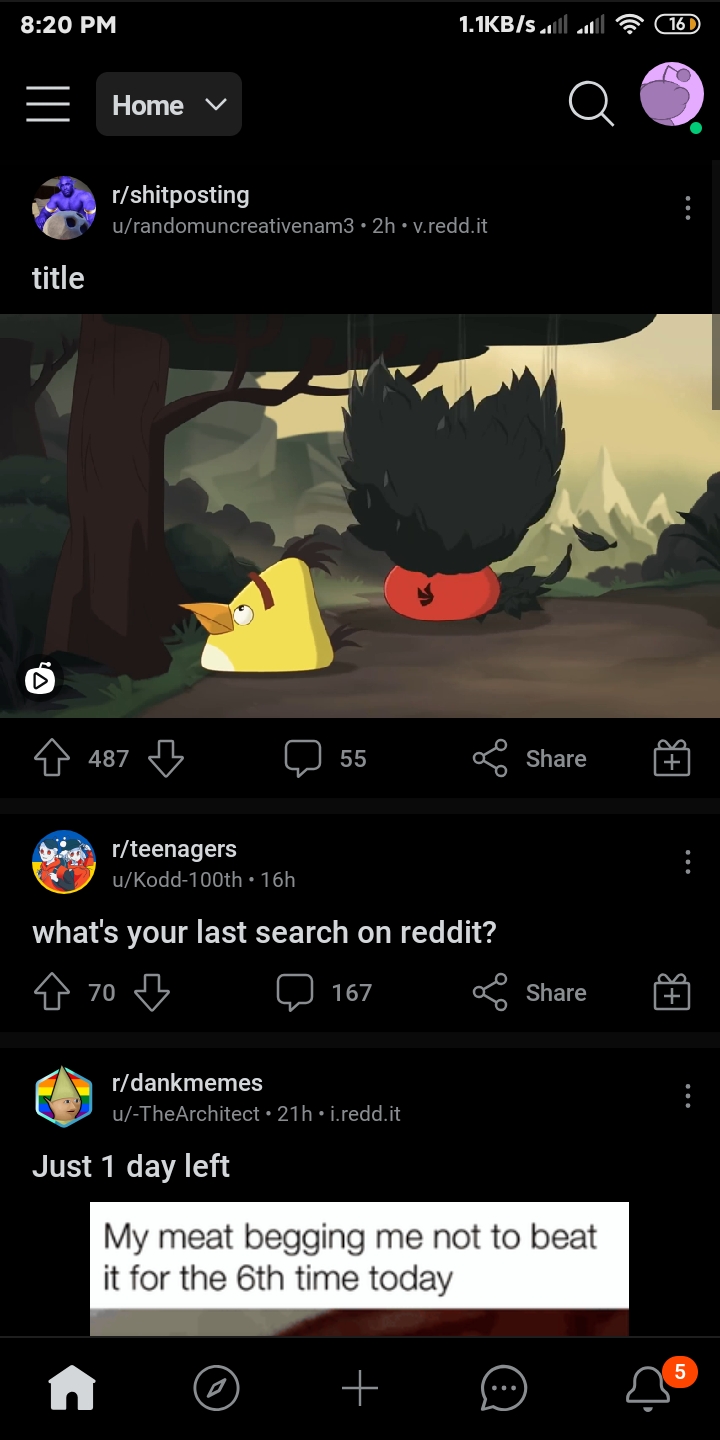 8:20 PM 1.1KB/s 16
Home
r/shitposting
u/randomuncreativenam3 • 2h • v.redd.it
title
487 55 Share
r/teenagers
u/Kodd-100th • 16h
what's your last search on reddit?
70 167 Share
r/dankmemes
u/-TheArchitect • 21h • i.redd.it
Just 1 day left
My meat begging me not to beat
it for the 6th time today
5